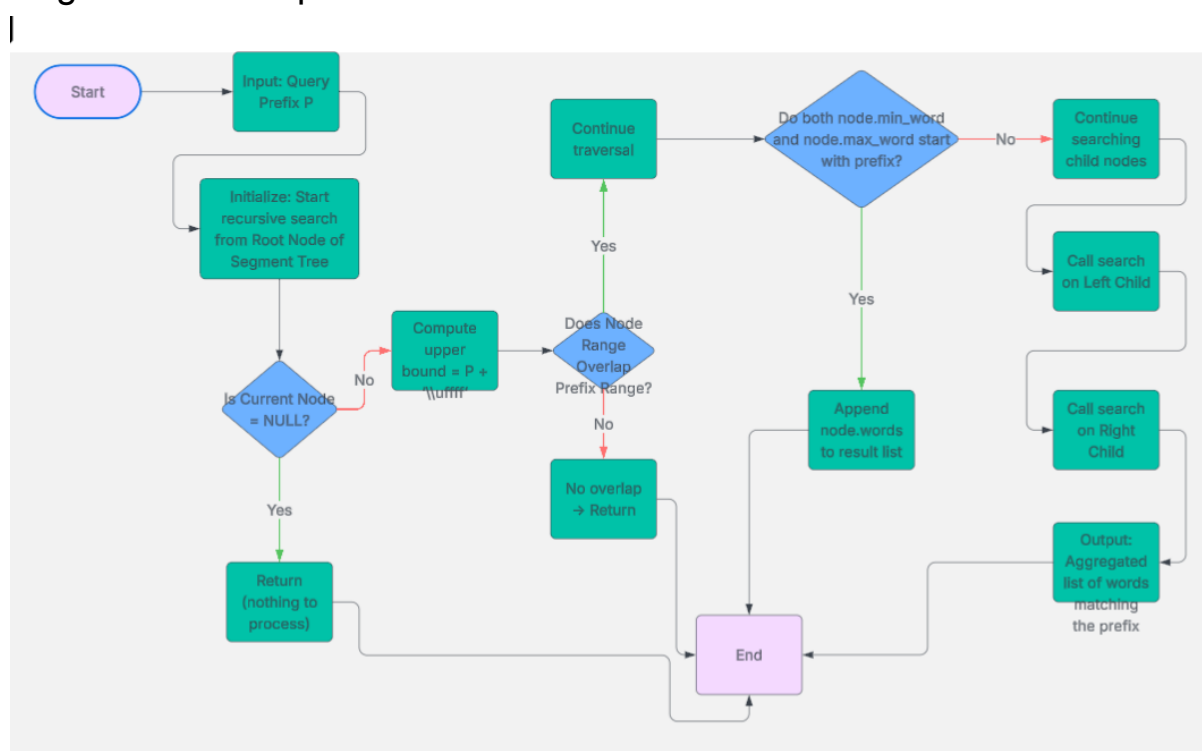 Start
Input: Query
Prefix P
Initialize: Start
recursive search
from Root Node of
Segment Tree
Is Current Node
= NULL?
No
Yes
Return
(nothing to
process)
Compute
upper
bound = P +
'\\uffff'
Does Node
Range
Overlap
Prefix Range?
Yes
No
Continue
traversal
No overlap
→ Return
Do both node.min_word
and node.max_word start
with prefix?
No
Yes
Append
node.words
to result list
Continue
searching
child nodes
Call search
on Left Child
Call search
on Right
Child
Output:
Aggregated
list of words
matching
the prefix
End